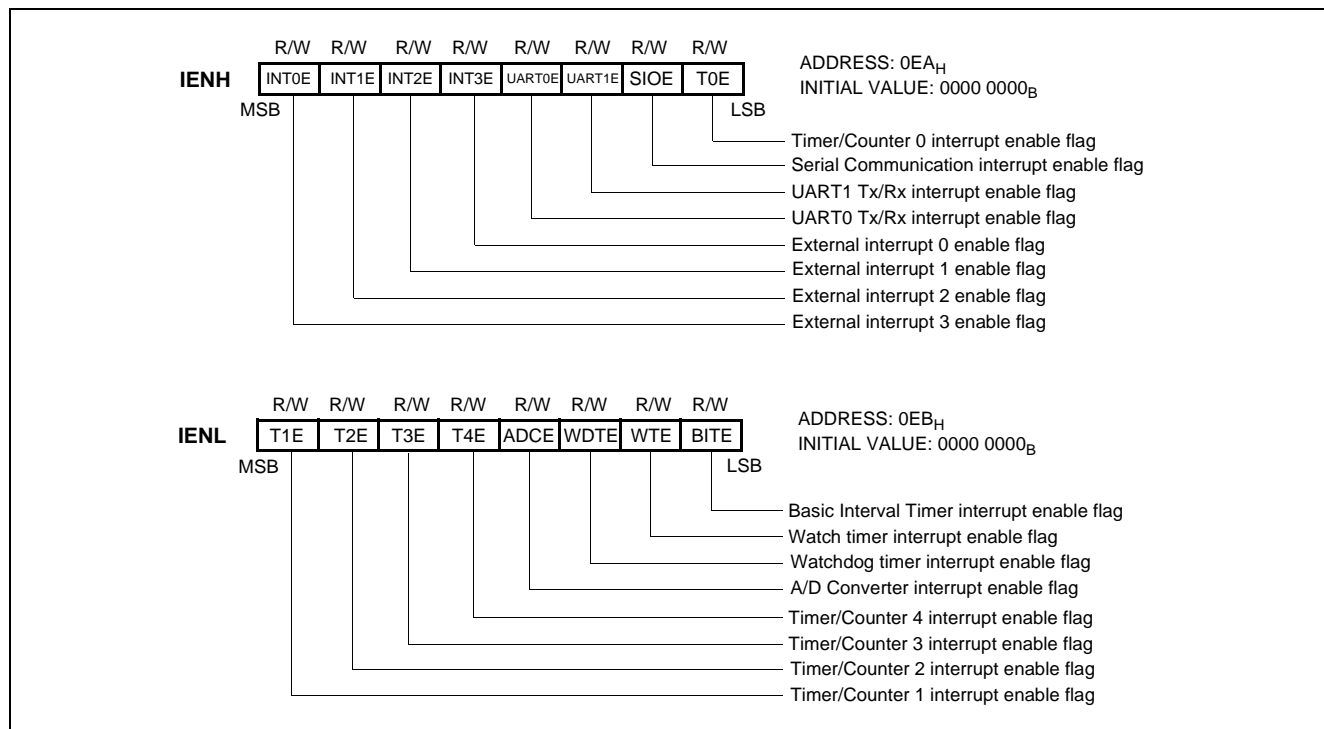 R/W R/W R/W R/W R/W R/W R/W R/W
IENH INT0E INT1E INT2E INT3E UART0E UART1E SIOE T0E
ADDRESS: 0EAH
INITIAL VALUE: 0000 0000B
MSB LSB
Timer/Counter 0 interrupt enable flag
Serial Communication interrupt enable flag
UART1 Tx/Rx interrupt enable flag
UART0 Tx/Rx interrupt enable flag
External interrupt 0 enable flag
External interrupt 1 enable flag
External interrupt 2 enable flag
External interrupt 3 enable flag
R/W R/W R/W R/W R/W R/W R/W R/W
IENL T1E T2E T3E T4E ADCE WDTE WTE BITE
ADDRESS: 0EBH
INITIAL VALUE: 0000 0000B
MSB LSB
Basic Interval Timer interrupt enable flag
Watch timer interrupt enable flag
Watchdog timer interrupt enable flag
A/D Converter interrupt enable flag
Timer/Counter 4 interrupt enable flag
Timer/Counter 3 interrupt enable flag
Timer/Counter 2 interrupt enable flag
Timer/Counter 1 interrupt enable flag